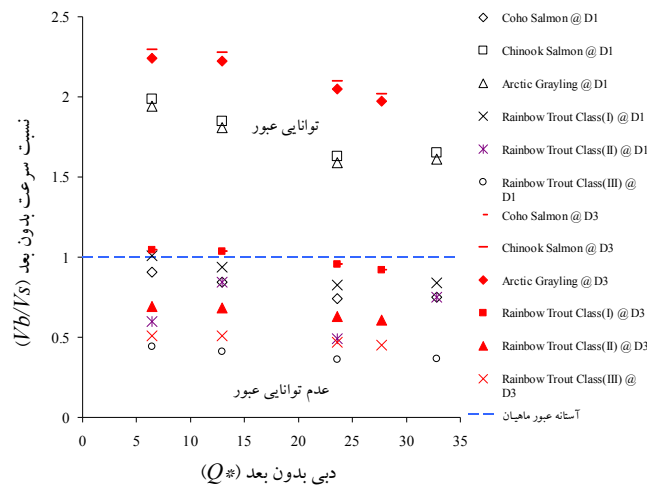 نسبت سرعت بدون بعد (Vb/Vs)
2.5
2
1.5
1
0.5
0
توانایی عبور
عدم توانایی عبور
0 5 10 15 20 25 30 35
دبی بدون بعد (Q*)
Coho Salmon @ D1
Chinook Salmon @ D1
Arctic Grayling @ D1
Rainbow Trout Class(I) @ D1
Rainbow Trout Class(II) @ D1
Rainbow Trout Class(III) @
D1
Coho Salmon @ D3
Chinook Salmon @ D3
Arctic Grayling @ D3
Rainbow Trout Class(I) @ D3
Rainbow Trout Class(II) @ D3
Rainbow Trout Class(III) @
D3
آستانه عبور ماهیان